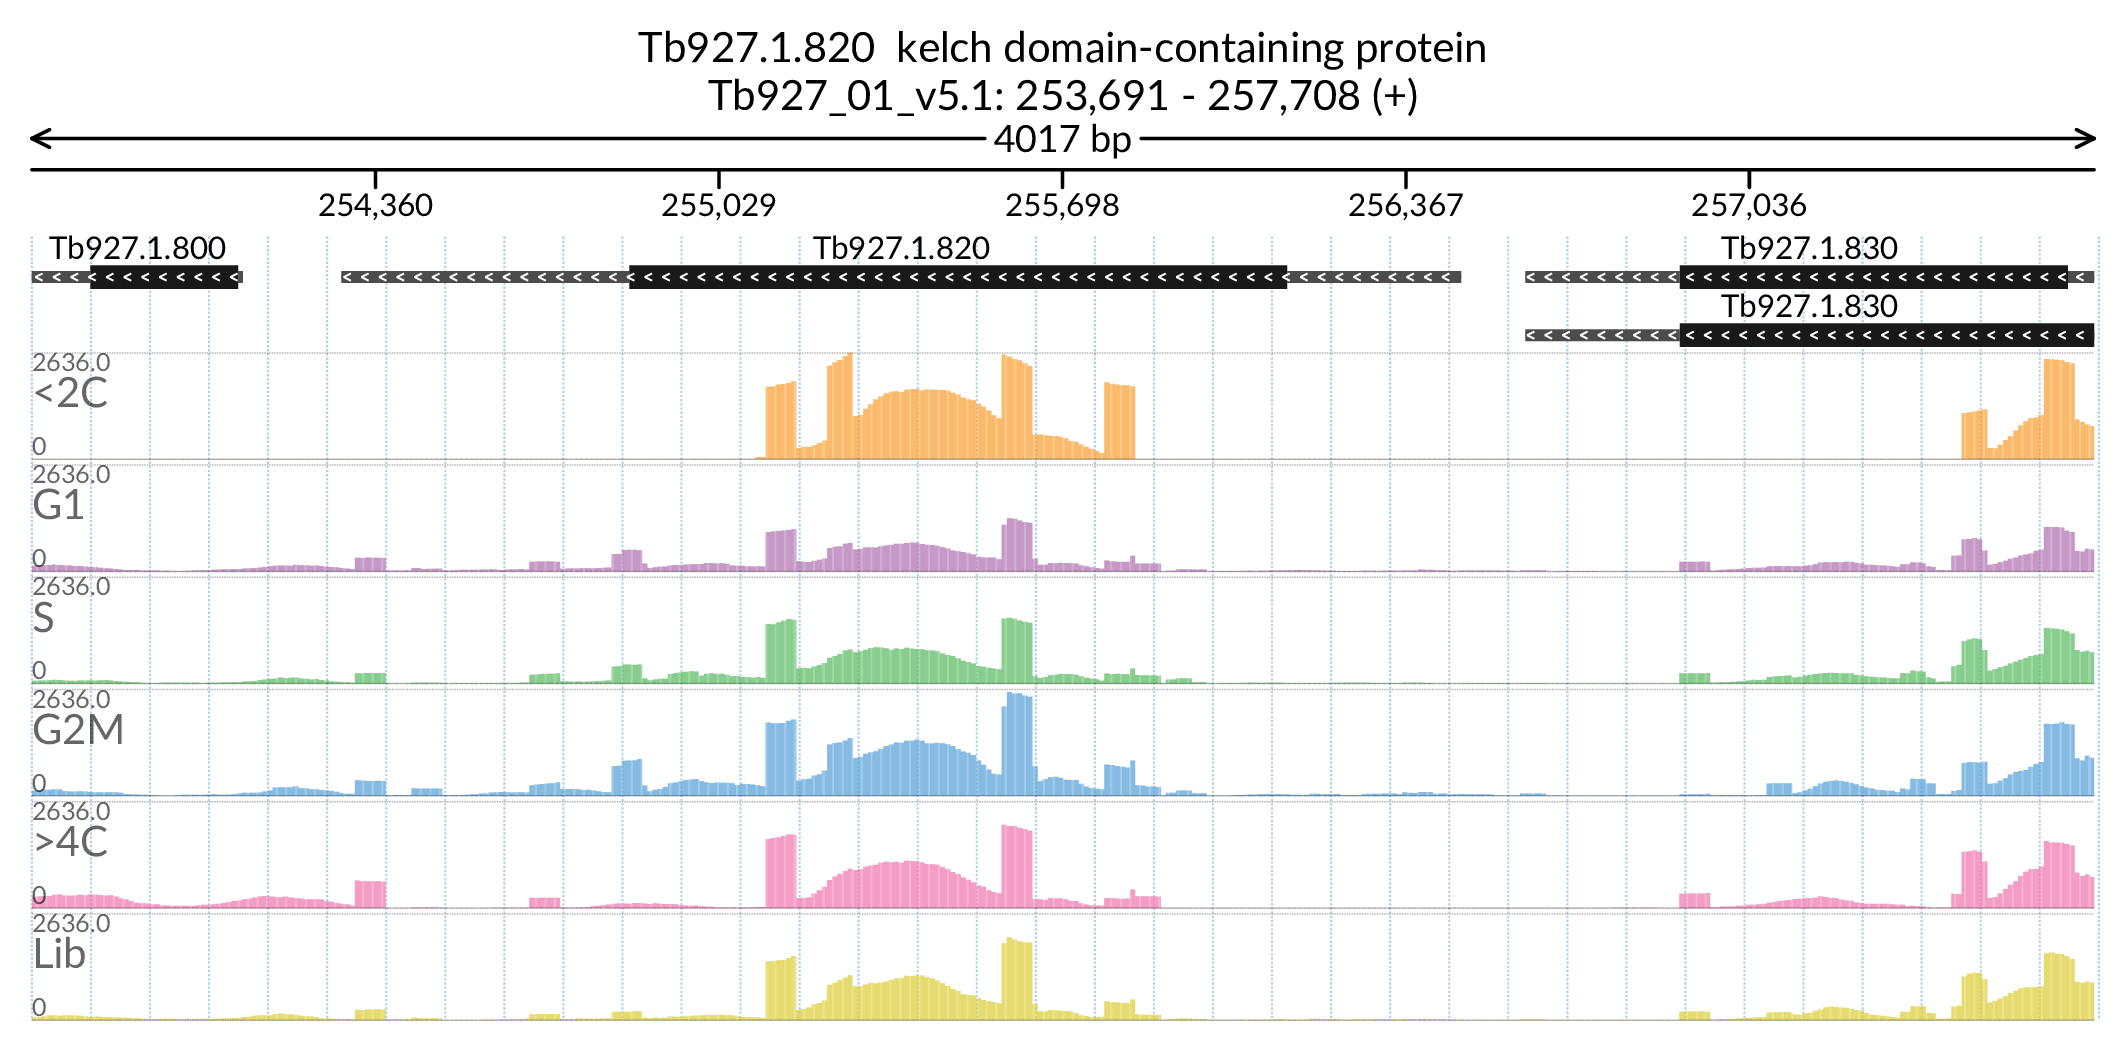 Tb927.1.820 kelch domain-containing protein
Tb927_01_v5.1: 253,691 - 257,708 (+)
4017 bp
254,360 255,029 255,698 256,367 257,036
Tb927.1.800 Tb927.1.820 Tb927.1.830
Tb927.1.830
2636.0
<2C
0
2636.0
G1
0
2636.0
S
0
2636.0
G2M
0
2636.0
>4C
0
2636.0
Lib
0